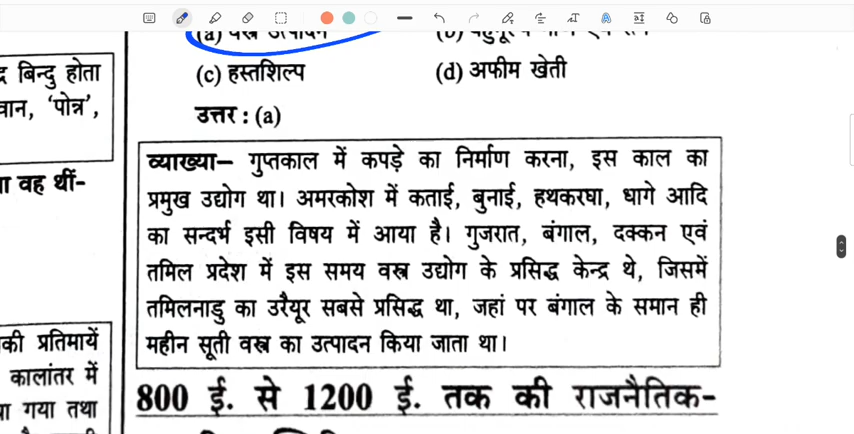 (c) हस्तशिल्प
(d) अफीम खेती
उत्तर : (a)
व्याख्या– गुप्तकाल में कपड़े का निर्माण करना, इस काल का
प्रमुख उद्योग था। अमरकोश में कताई, बुनाई, हथकरघा, धागे आदि
का सन्दर्भ इसी विषय में आया है। गुजरात, बंगाल, दक्कन एवं
तमिल प्रदेश में इस समय वस्त्र उद्योग के प्रसिद्ध केन्द्र थे, जिसमें
तमिलनाडु का उरैयूर सबसे प्रसिद्ध था, जहां पर बंगाल के समान ही
महीन सूती वस्त्र का उत्पादन किया जाता था।
800 ई. से 1200 ई. तक की राजनैतिक-
बिन्दु होता
'पोत्र',
वह थीं-
की प्रतिमायें
कालांतर में
गया तथा